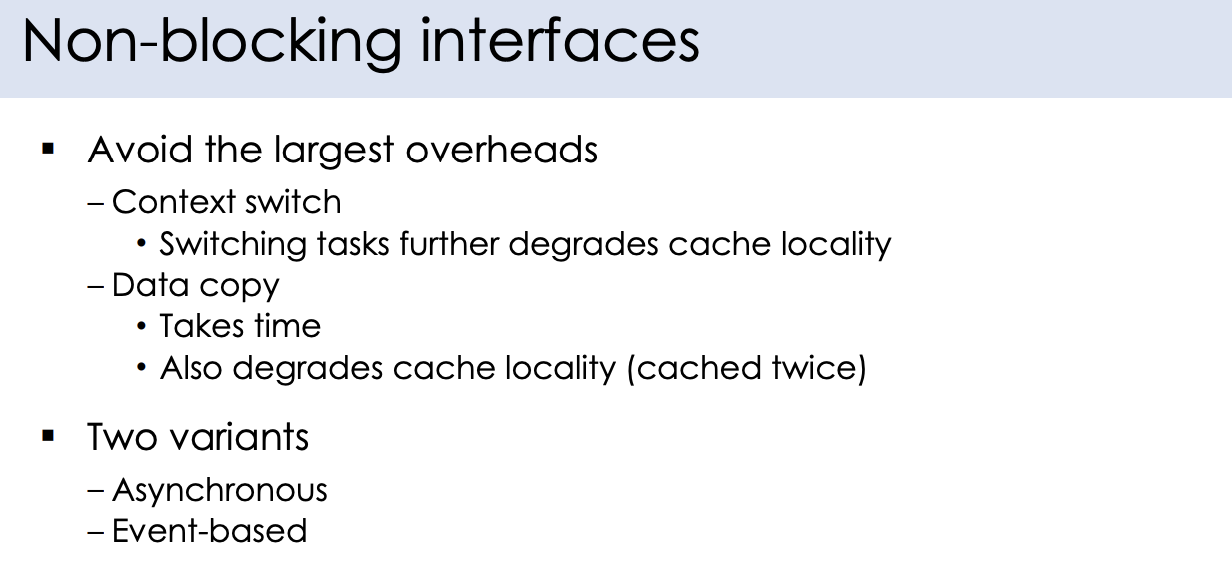 Non-blocking interfaces
▪ Avoid the largest overheads
– Context switch
• Switching tasks further degrades cache locality
– Data copy
• Takes time
• Also degrades cache locality (cached twice)
▪ Two variants
– Asynchronous
– Event-based